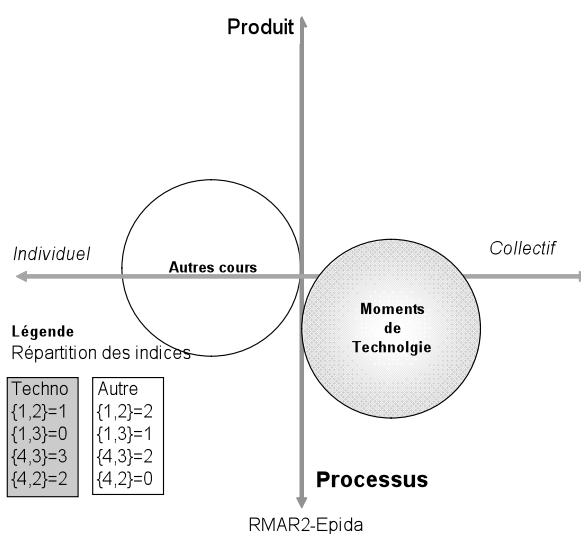 Produit
Individuel
Collectif
Autres cours
Moments
de
Technolgie
Légende
Répartition des indices
Techno
{1,2}=1
{1,3}=0
{4,3}=3
{4,2}=2
Autre
{1,2}=2
{1,3}=1
{4,3}=2
{4,2}=0
Processus
RMAR2-Epida